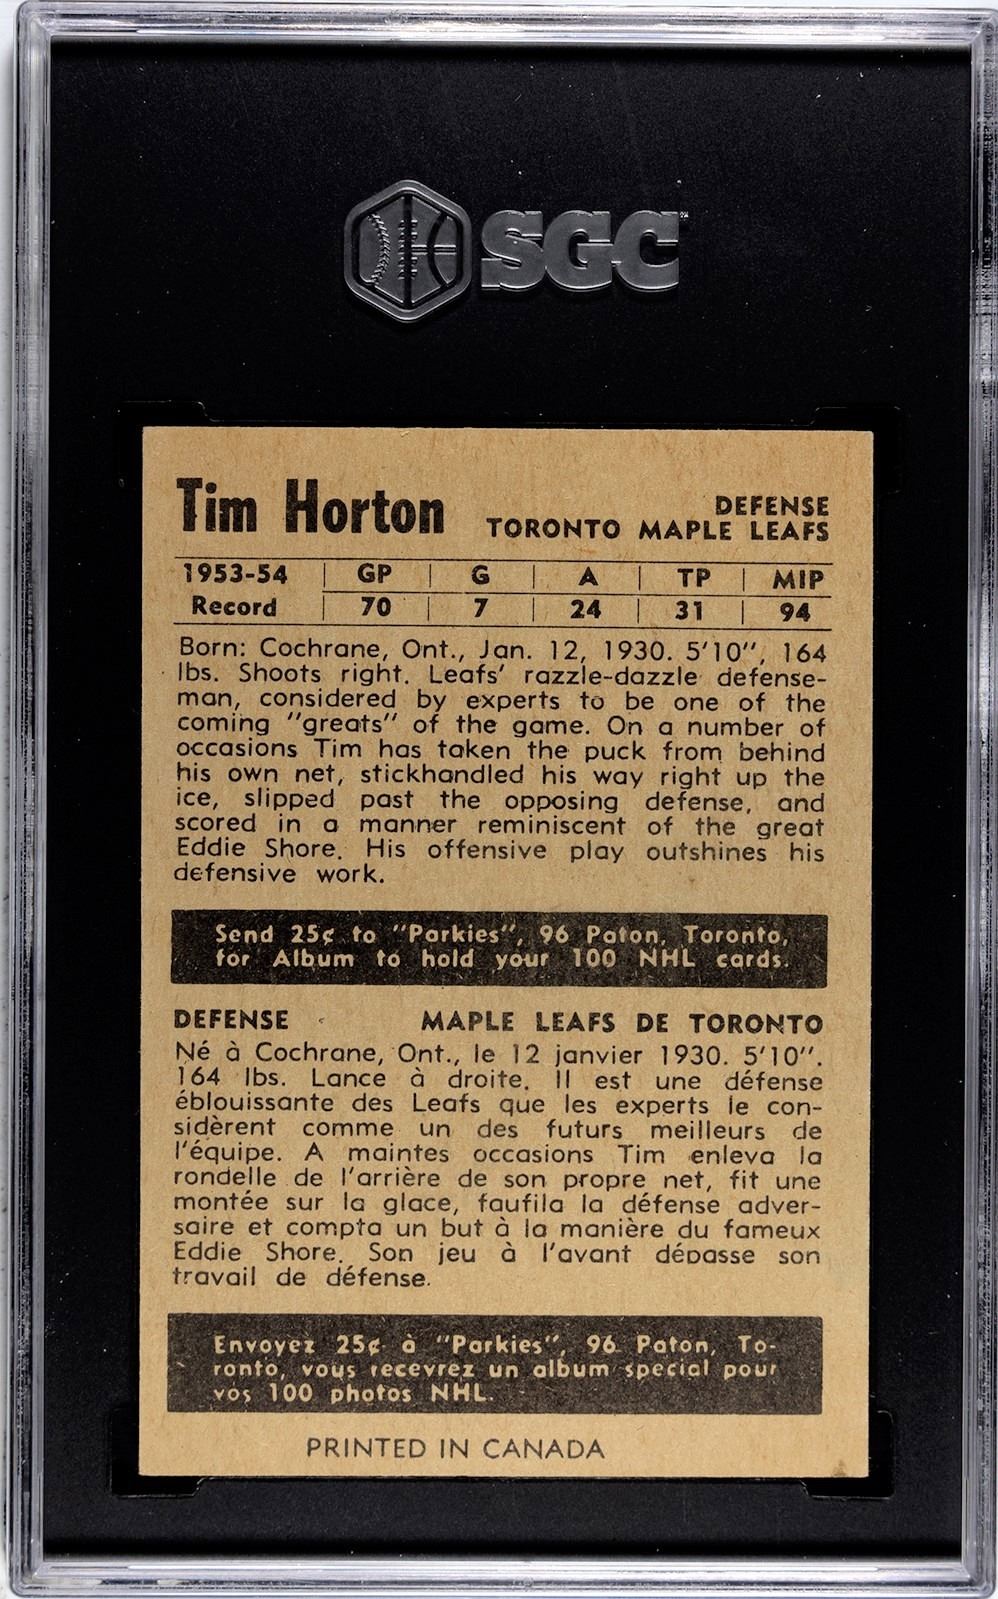 SGC
Tim Horton
DEFENSE
TORONTO MAPLE LEAFS
1953-54 | GP | G | A | TP | MIP
Record | 70 | 7 | 24 | 31 | 94
Born: Cochrane, Ont., Jan. 12, 1930. 5'10", 164
lbs. Shoots right. Leafs' razzle-dazzle defense-
man, considered by experts to be one of the
coming "greats" of the game. On a number of
occasions Tim has taken the puck from behind
his own net, stickhandled his way right up the
ice, slipped past the opposing defense, and
scored in a manner reminiscent of the great
Eddie Shore. His offensive play outshines his
defensive work.
Send 25¢ to "Parkies", 96 Paton, Toronto,
for Album to hold your 100 NHL cards.
DEFENSE MAPLE LEAFS DE TORONTO
Né à Cochrane, Ont., le 12 janvier 1930. 5'10".
164 lbs. Lance à droite. Il est une défense
éblouissante des Leafs que les experts le con-
sidèrent comme un des futurs meilleurs de
l'équipe. A maintes occasions Tim enleva la
rondelle de l'arrière de son propre net, fit une
montée sur la glace, faufila la défense adver-
saire et compta un but à la manière du fameux
Eddie Shore. Son jeu à l'avant dépasse son
travail de défense.
Envoyez 25¢ à "Parkies", 96 Paton, To-
ronto, vous recevrez un album special pour
vos 100 photos NHL.
PRINTED IN CANADA